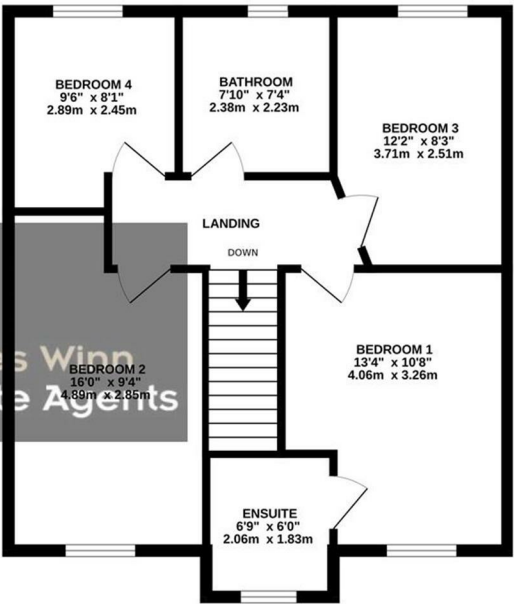 BEDROOM 4
9'6" x 8'1"
2.89m x 2.45m
BATHROOM
7'10" x 7'4"
2.38m x 2.23m
BEDROOM 3
12'2" x 8'3"
3.71m x 2.51m
LANDING
DOWN
BEDROOM 1
13'4" x 10'8"
4.06m x 3.26m
s Winn
BEDROOM 2
16'0" x 9'4"
4.89m x 2.85m
e Agents
ENSUITE
6'9" x 6'0"
2.06m x 1.83m